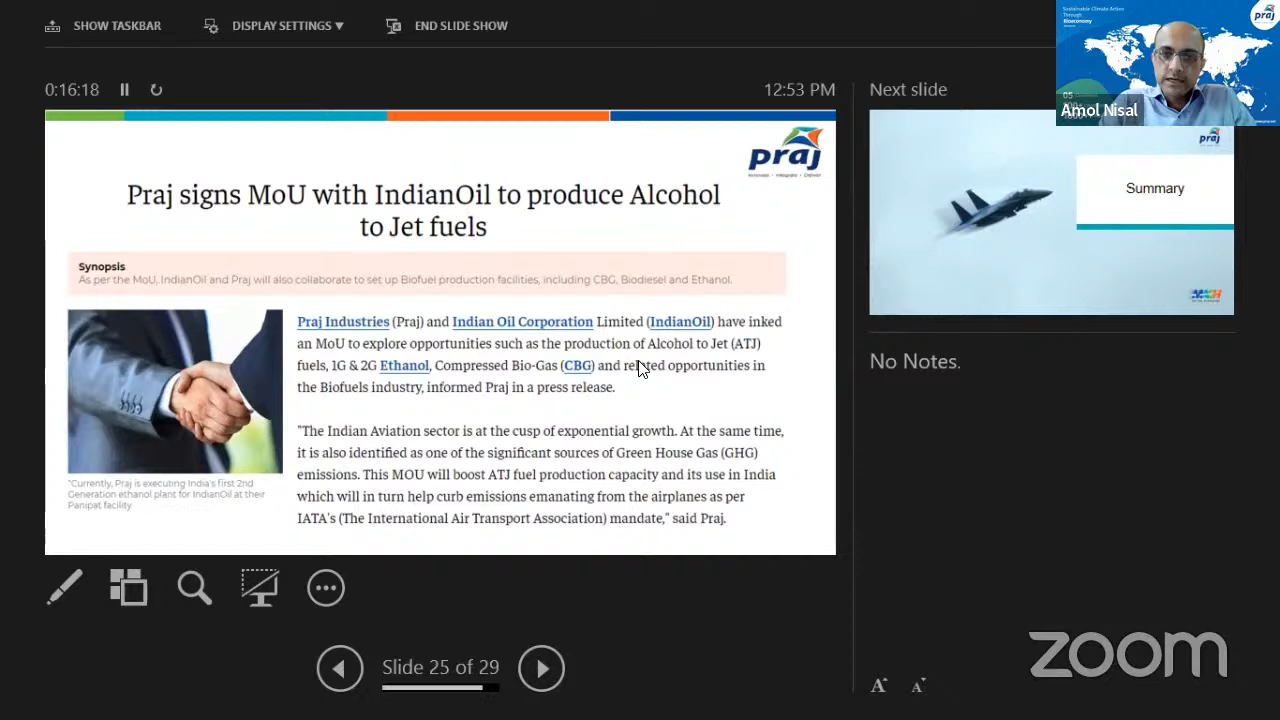 SHOW TASKBAR
DISPLAY SETTINGS ▼
END SLIDE SHOW
0:16:18
12:53 PM
praj
Praj signs MoU with IndianOil to produce Alcohol
to Jet fuels
Synopsis
As per the MoU, IndianOil and Praj will also collaborate to set up Biofuel production facilities, including CBG, Biodiesel and Ethanol.
"Currently, Praj is executing India's first 2nd
Generation ethanol plant for IndianOil at their
Panipat facility
Praj Industries (Praj) and Indian Oil Corporation Limited (IndianOil) have inked
an MoU to explore opportunities such as the production of Alcohol to Jet (ATJ)
fuels, 1G & 2G Ethanol, Compressed Bio-Gas (CBG) and related opportunities in
the Biofuels industry, informed Praj in a press release.
"The Indian Aviation sector is at the cusp of exponential growth. At the same time,
it is also identified as one of the significant sources of Green House Gas (GHG)
emissions. This MOU will boost ATJ fuel production capacity and its use in India
which will in turn help curb emissions emanating from the airplanes as per
IATA's (The International Air Transport Association) mandate," said Praj.
Slide 25 of 29
Next slide
praj
Summary
No Notes.
A
A
Sustainable Climate Action
Through
Bioeconomy
praj
05
Amol Nisal
zoom